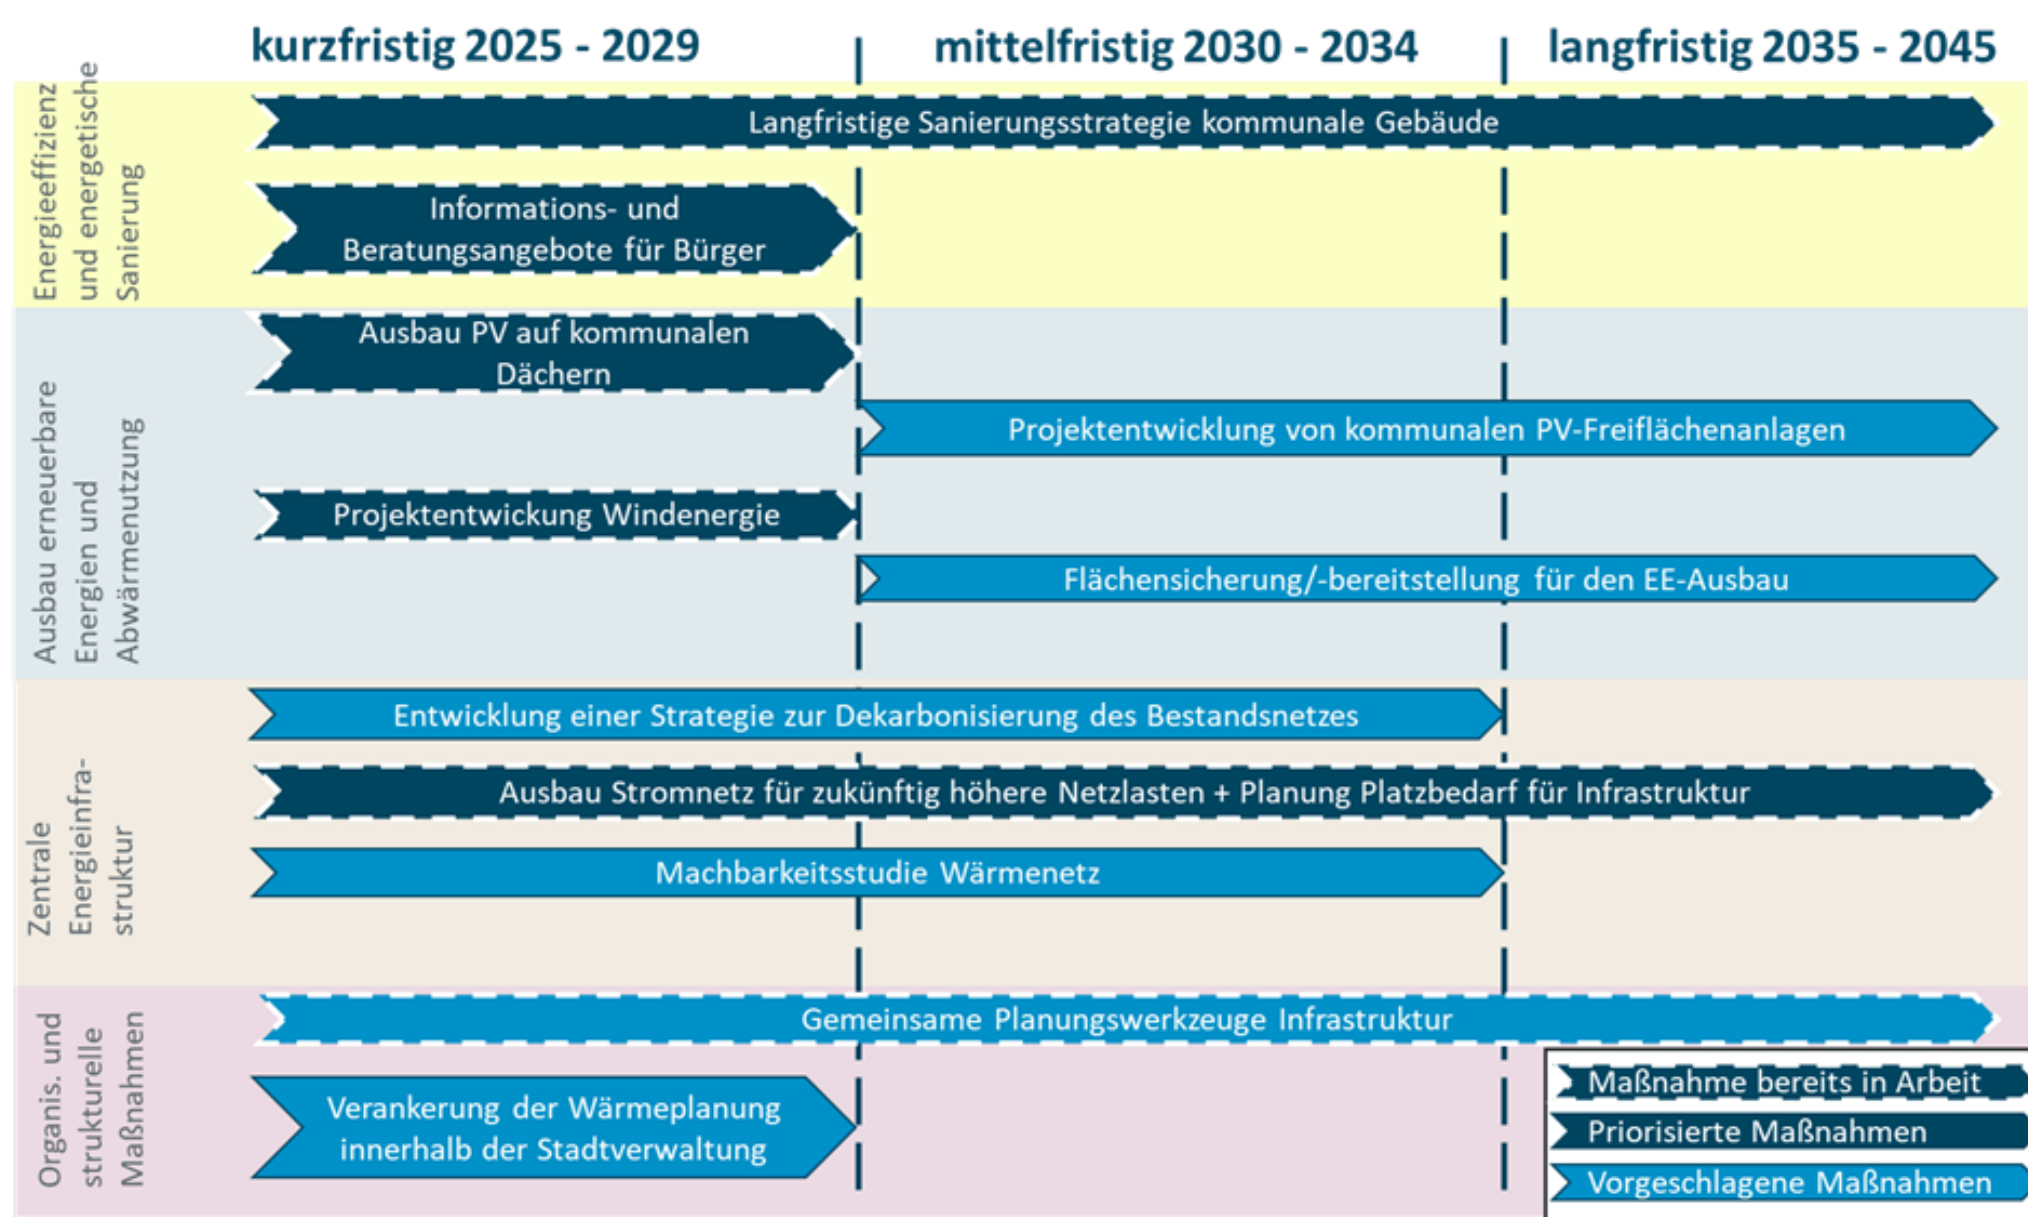 kurzfristig 2025 - 2029
mittelfristig 2030 - 2034
langfristig 2035 - 2045
Energieeffizienz
und energetische
Sanierung
Langfristige Sanierungsstrategie kommunale Gebäude
Informations- und
Beratungsangebote für Bürger
Ausbau erneuerbare
Energien und
Abwärmenutzung
Ausbau PV auf kommunalen
Dächern
Projektentwicklung von kommunalen PV-Freiflächenanlagen
Projektentwickung Windenergie
Flächensicherung/-bereitstellung für den EE-Ausbau
Zentrale
Energieinfra-
struktur
Entwicklung einer Strategie zur Dekarbonisierung des Bestandsnetzes
Ausbau Stromnetz für zukünftig höhere Netzlasten + Planung Platzbedarf für Infrastruktur
Machbarkeitsstudie Wärmenetz
Organis. und
strukturelle
Maßnahmen
Gemeinsame Planungswerkzeuge Infrastruktur
Verankerung der Wärmeplanung
innerhalb der Stadtverwaltung
Maßnahme bereits in Arbeit
Priorisierte Maßnahmen
Vorgeschlagene Maßnahmen